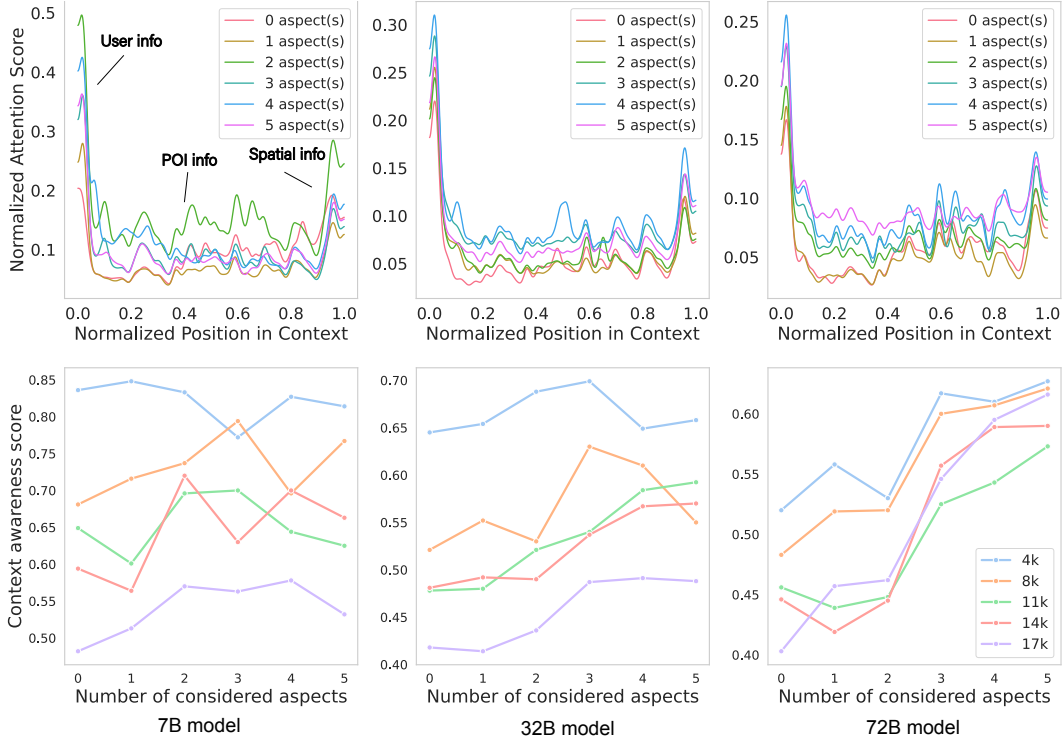 Normalized Attention Score
0.5
0.4
0.3
0.2
0.1
User info
POI info
Spatial info
0 aspect(s)
1 aspect(s)
2 aspect(s)
3 aspect(s)
4 aspect(s)
5 aspect(s)
0.0 0.2 0.4 0.6 0.8 1.0
Normalized Position in Context
0.30
0.25
0.20
0.15
0.10
0.05
0 aspect(s)
1 aspect(s)
2 aspect(s)
3 aspect(s)
4 aspect(s)
5 aspect(s)
0.0 0.2 0.4 0.6 0.8 1.0
Normalized Position in Context
0.25
0.20
0.15
0.10
0.05
0 aspect(s)
1 aspect(s)
2 aspect(s)
3 aspect(s)
4 aspect(s)
5 aspect(s)
0.0 0.2 0.4 0.6 0.8 1.0
Normalized Position in Context
Context awareness score
0.85
0.80
0.75
0.70
0.65
0.60
0.55
0.50
0 1 2 3 4 5
Number of considered aspects
7B model
0.70
0.65
0.60
0.55
0.50
0.45
0.40
0 1 2 3 4 5
Number of considered aspects
32B model
0.60
0.55
0.50
0.45
0.40
4k
8k
11k
14k
17k
0 1 2 3 4 5
Number of considered aspects
72B model